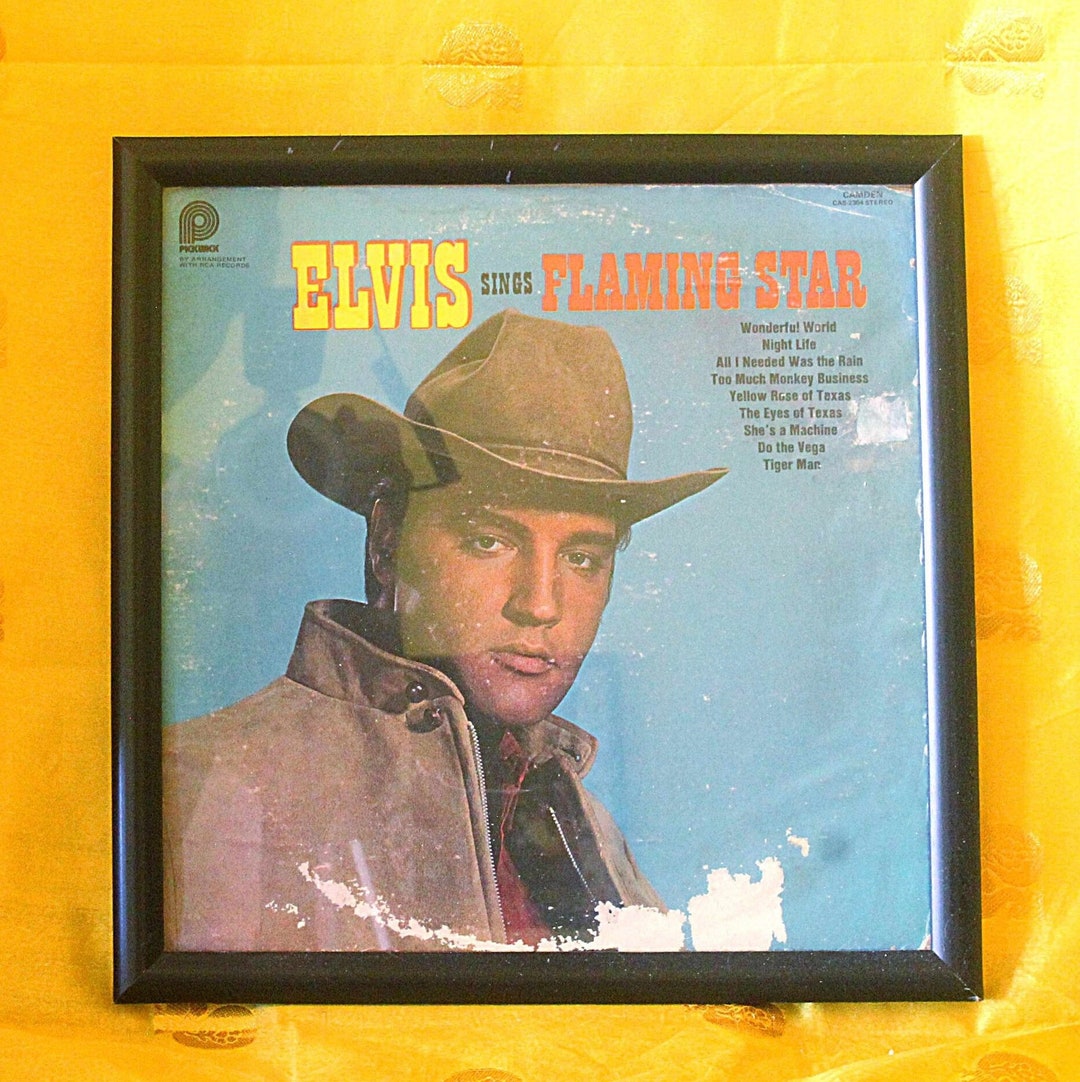 PICKWICK
BY ARRANGEMENT
WITH RCA RECORDS
CAMDEN
CAS-2304 STEREO
ELVIS SINGS FLAMING STAR
Wonderful World
Night Life
All I Needed Was the Rain
Too Much Monkey Business
Yellow Rose of Texas
The Eyes of Texas
She's a Machine
Do the Vega
Tiger Man